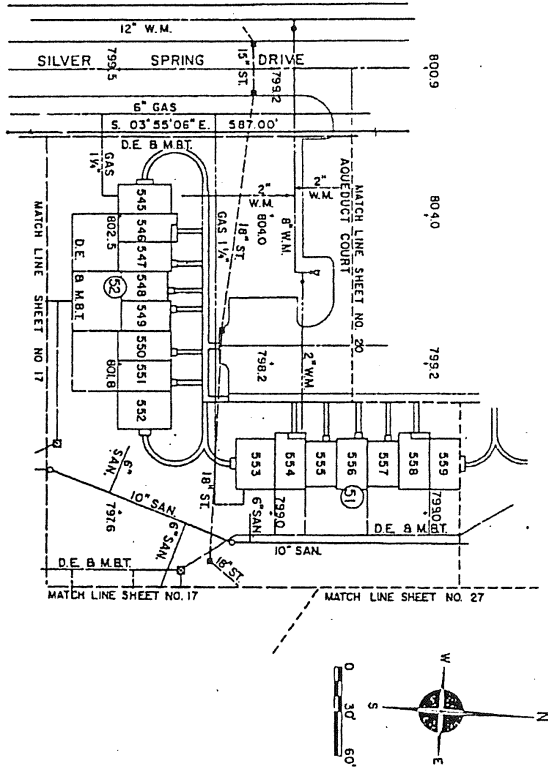 12" W.M.
SILVER SPRING DRIVE
799.5
15" ST.
799.2
800.9
6" GAS
S. 03°55'06" E. 587.00'
D.E. & M.B.T.
GAS 1 1/4"
2" W.M.
2" W.M.
8" W.M.
AQUEDUCT COURT
MATCH LINE SHEET NO. 20
804.0
804.0
18" ST.
GAS 1 1/4"
545
546
547
548
549
550
551
552
802.5
801.8
52
D.E. & M.B.T.
MATCH LINE SHEET NO 17
798.2
2" W.M
799.2
553
554
555
556
557
558
559
51
799.0
799.0
6" SAN.
18" ST.
6" SAN.
10" SAN.
797.6
6" SAN.
D.E. & M.B.T.
10" SAN.
18" ST.
D.E. & M.B.T.
MATCH LINE SHEET NO. 17
MATCH LINE SHEET NO. 27
0 30' 60'
W
N
S
E